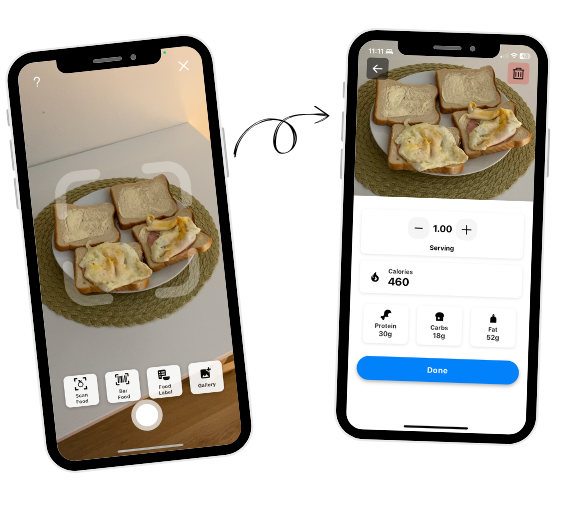 ?
Scan
Food
Bar
Food
Food
Label
Gallery
11:11
1.00
Serving
Calories
460
Protein
30g
Carbs
18g
Fat
52g
Done